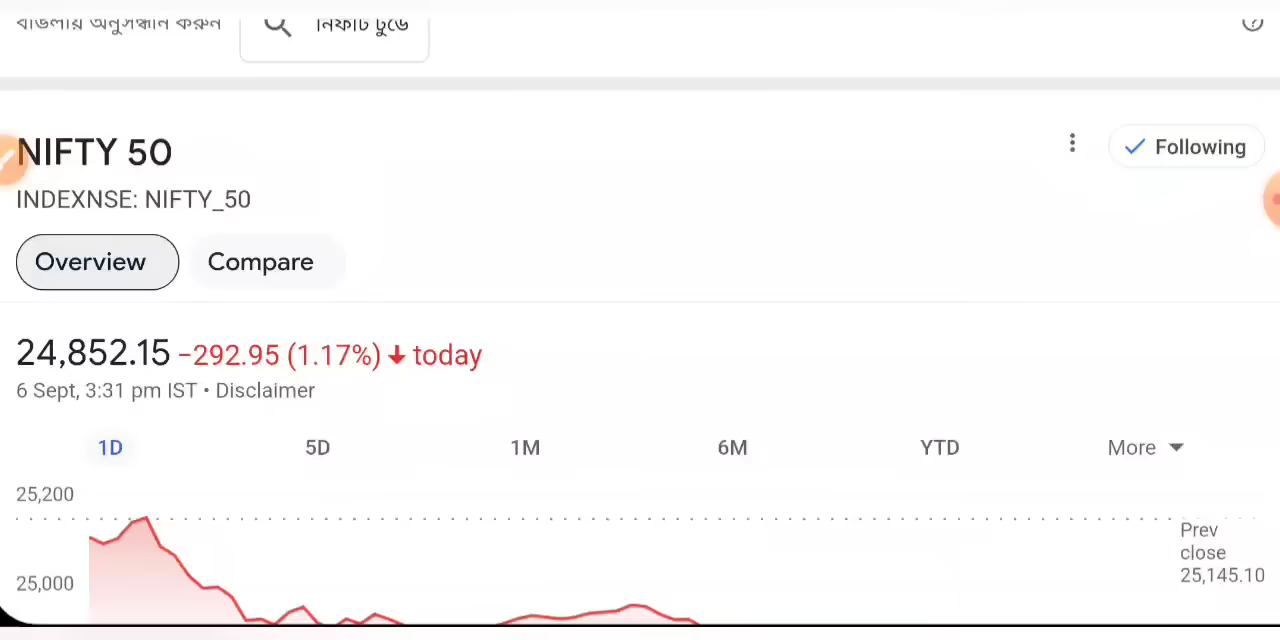 বাংলায় অনুসন্ধান করুন
নিফটি টুডে
NIFTY 50
Following
INDEXNSE: NIFTY_50
Overview Compare
24,852.15 -292.95 (1.17%) ↓ today
6 Sept, 3:31 pm IST • Disclaimer
1D 5D 1M 6M YTD More
25,200
Prev
close
25,145.10
25,000